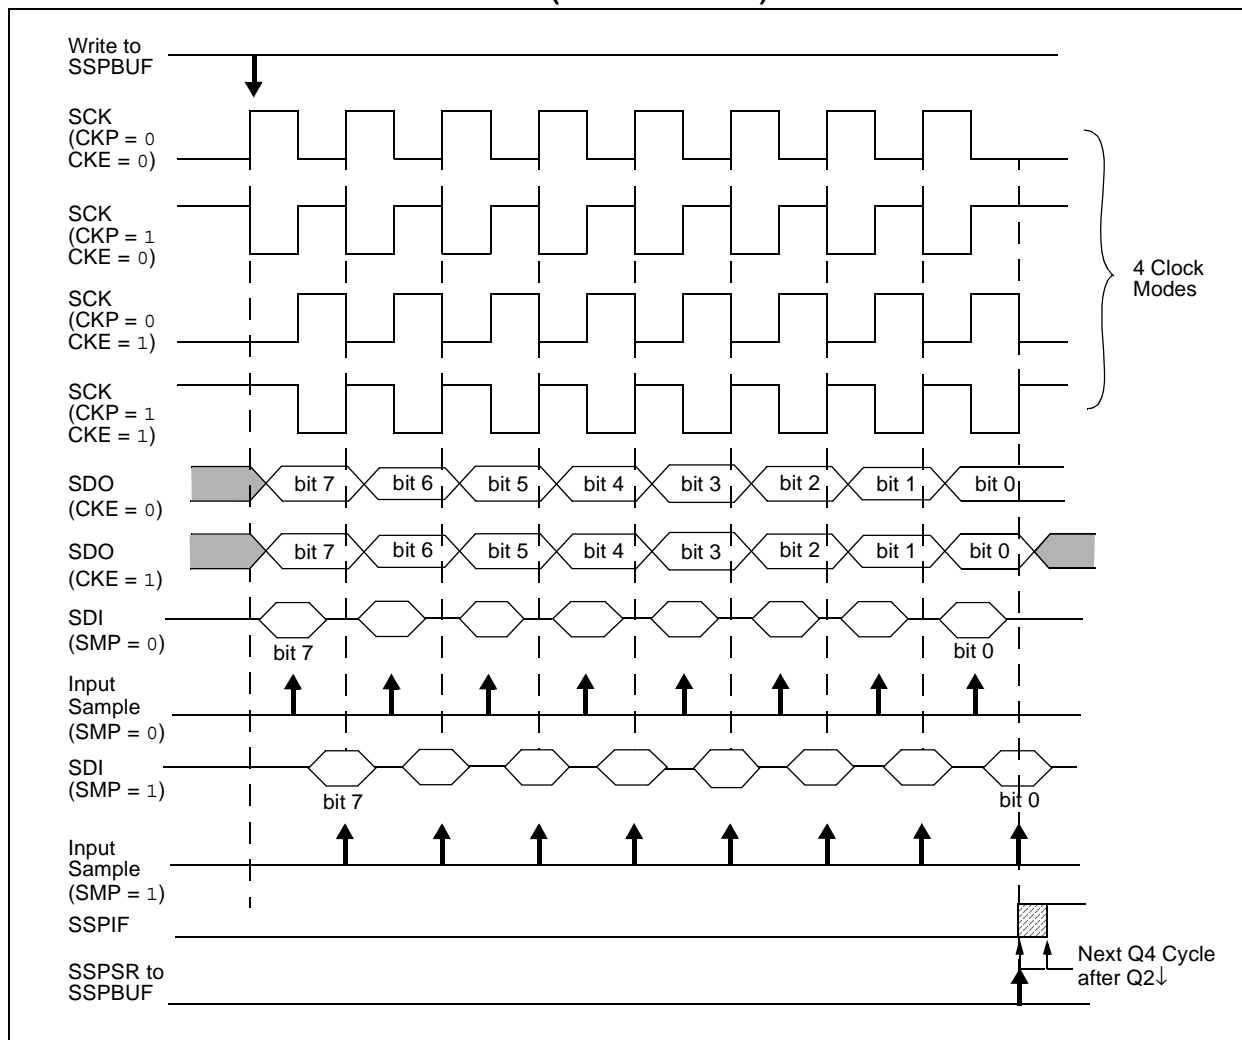 Write to
SSPBUF
SCK
(CKP = 0
CKE = 0)
SCK
(CKP = 1
CKE = 0)
4 Clock
Modes
SCK
(CKP = 0
CKE = 1)
SCK
(CKP = 1
CKE = 1)
SDO
(CKE = 0)
bit 7 bit 6 bit 5 bit 4 bit 3 bit 2 bit 1 bit 0
SDO
(CKE = 1)
bit 7 bit 6 bit 5 bit 4 bit 3 bit 2 bit 1 bit 0
SDI
(SMP = 0)
bit 7 bit 0
Input
Sample
(SMP = 0)
SDI
(SMP = 1)
bit 7 bit 0
Input
Sample
(SMP = 1)
SSPIF
Next Q4 Cycle
after Q2↓
SSPSR to
SSPBUF